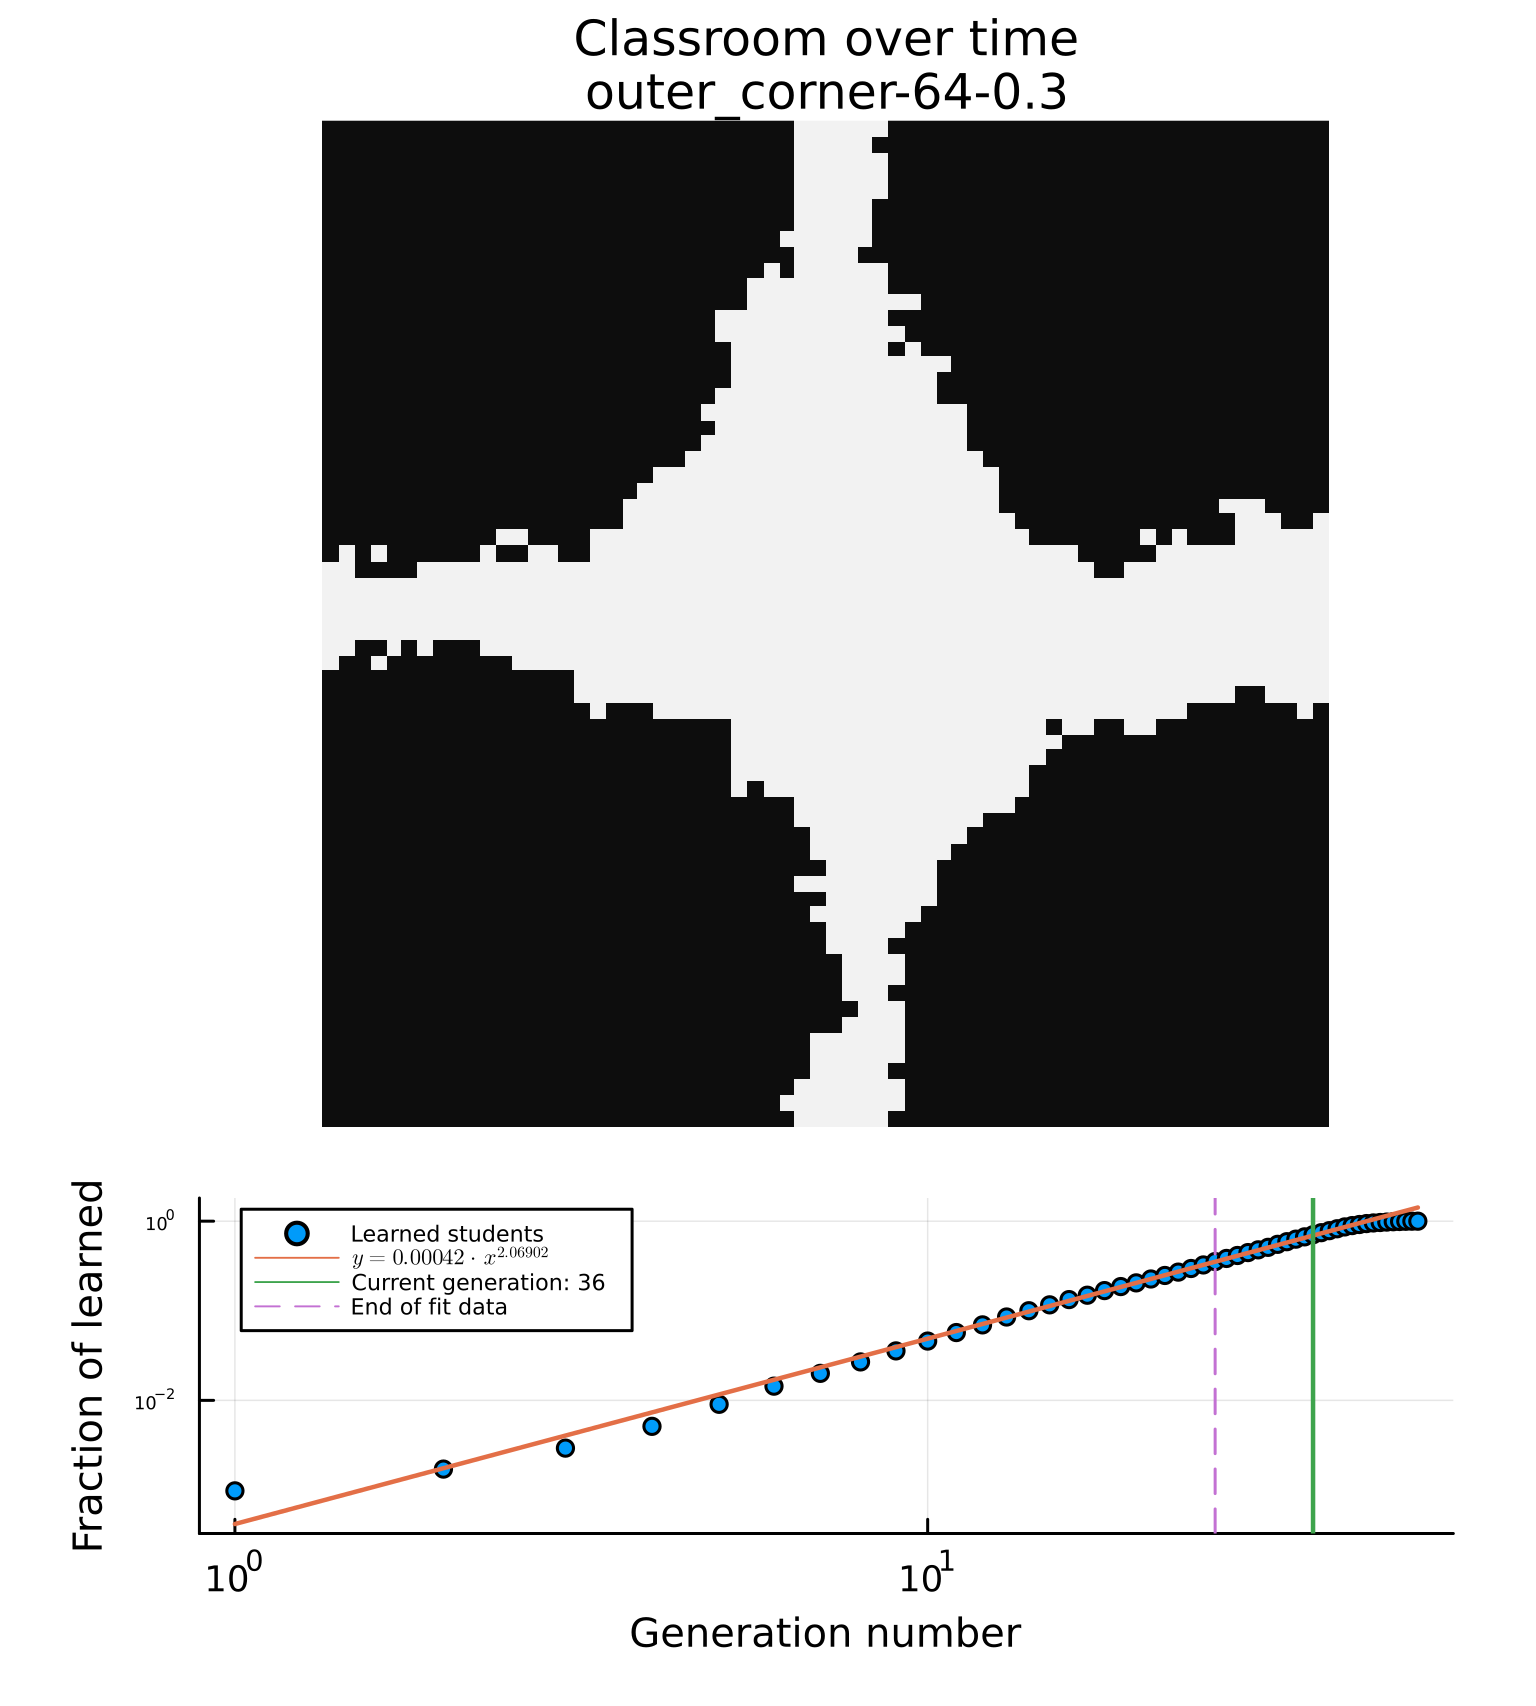 Classroom over time
outer_corner-64-0.3
Fraction of learned
10⁰
10⁻²
Learned students
y = 0.00042 · x^2.06902
Current generation: 36
End of fit data
10⁰
10¹
Generation number